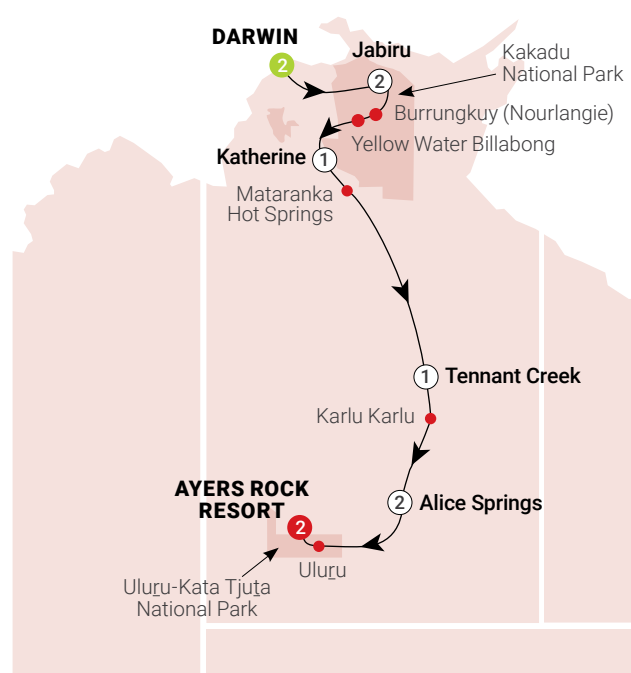 DARWIN
2
Jabiru
2
Kakadu
National Park
Burrungkuy (Nourlangie)
Yellow Water Billabong
Katherine
1
Mataranka
Hot Springs
1
Tennant Creek
Karlu Karlu
AYERS ROCK
RESORT
2
2
Alice Springs
Uluṟu
Uluṟu-Kata Tjuṯa
National Park